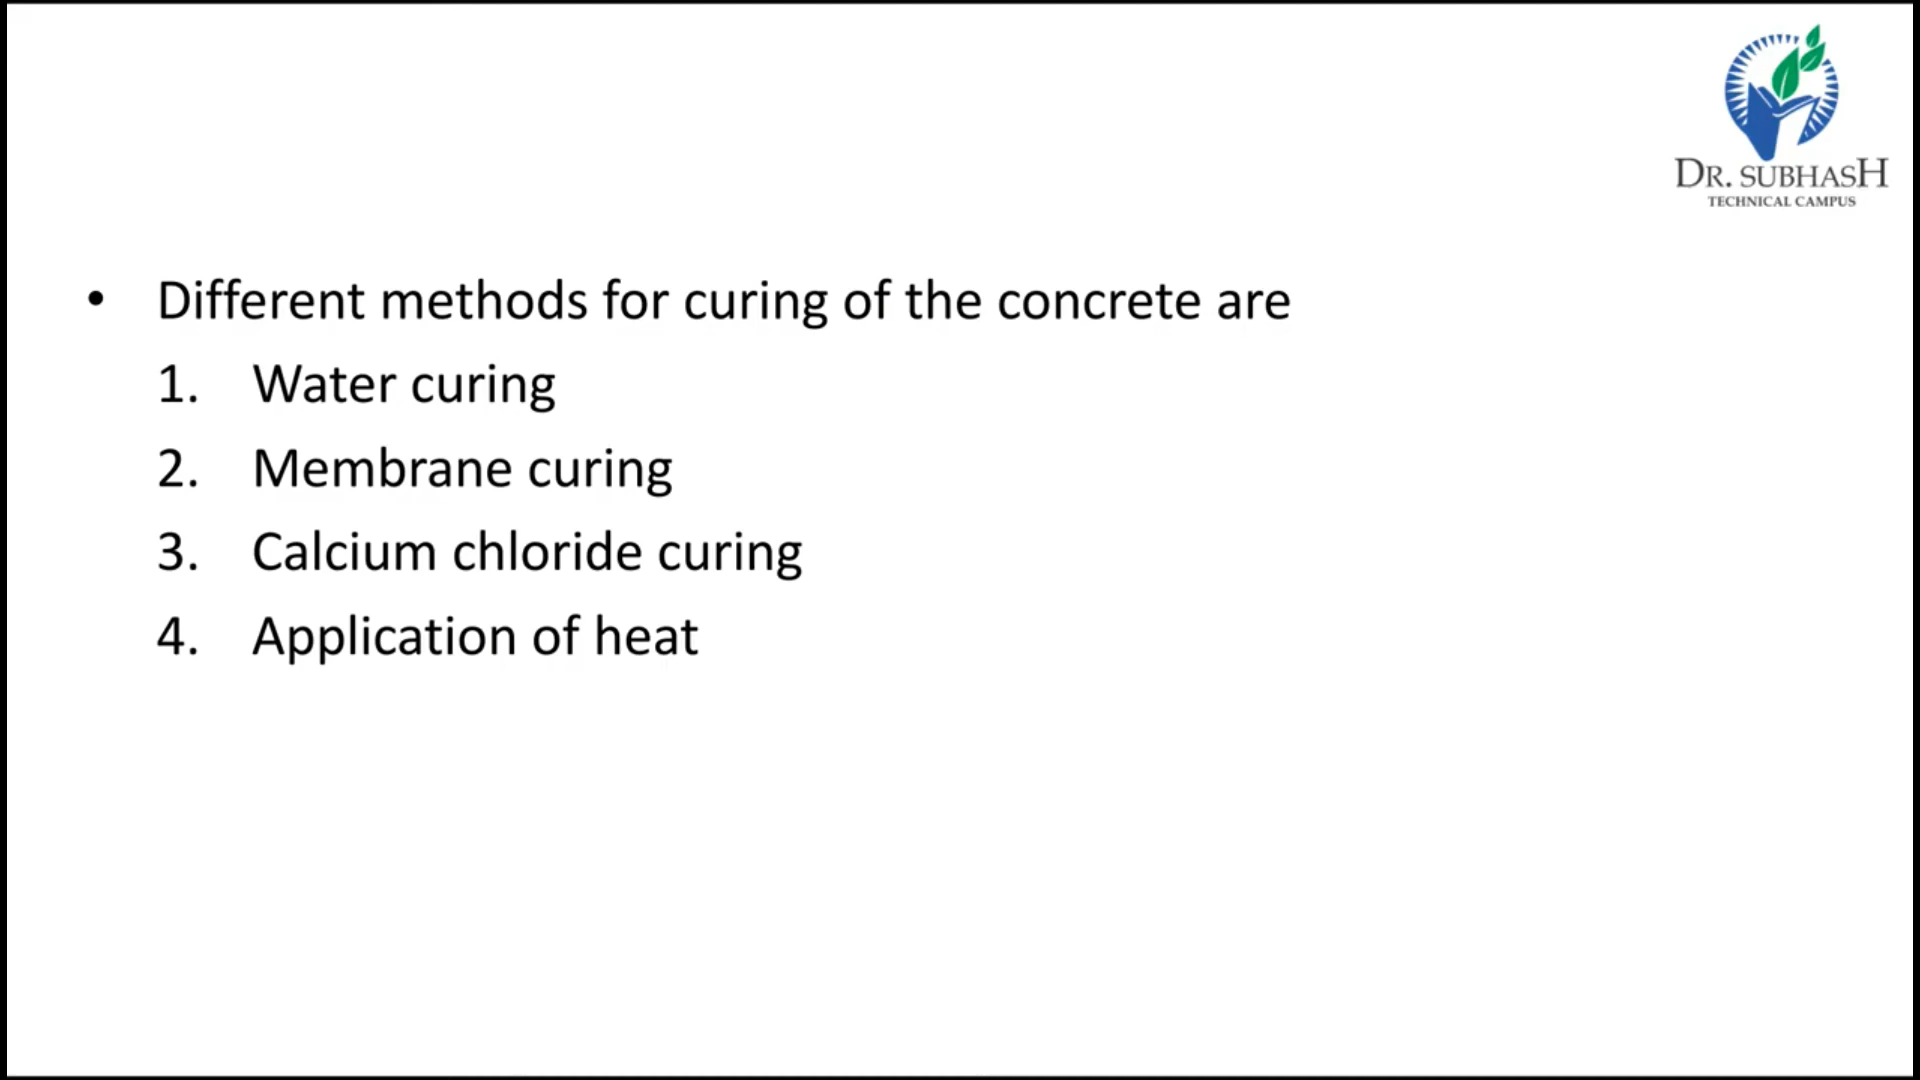 DR. SUBHASH
TECHNICAL CAMPUS
• Different methods for curing of the concrete are
1. Water curing
2. Membrane curing
3. Calcium chloride curing
4. Application of heat